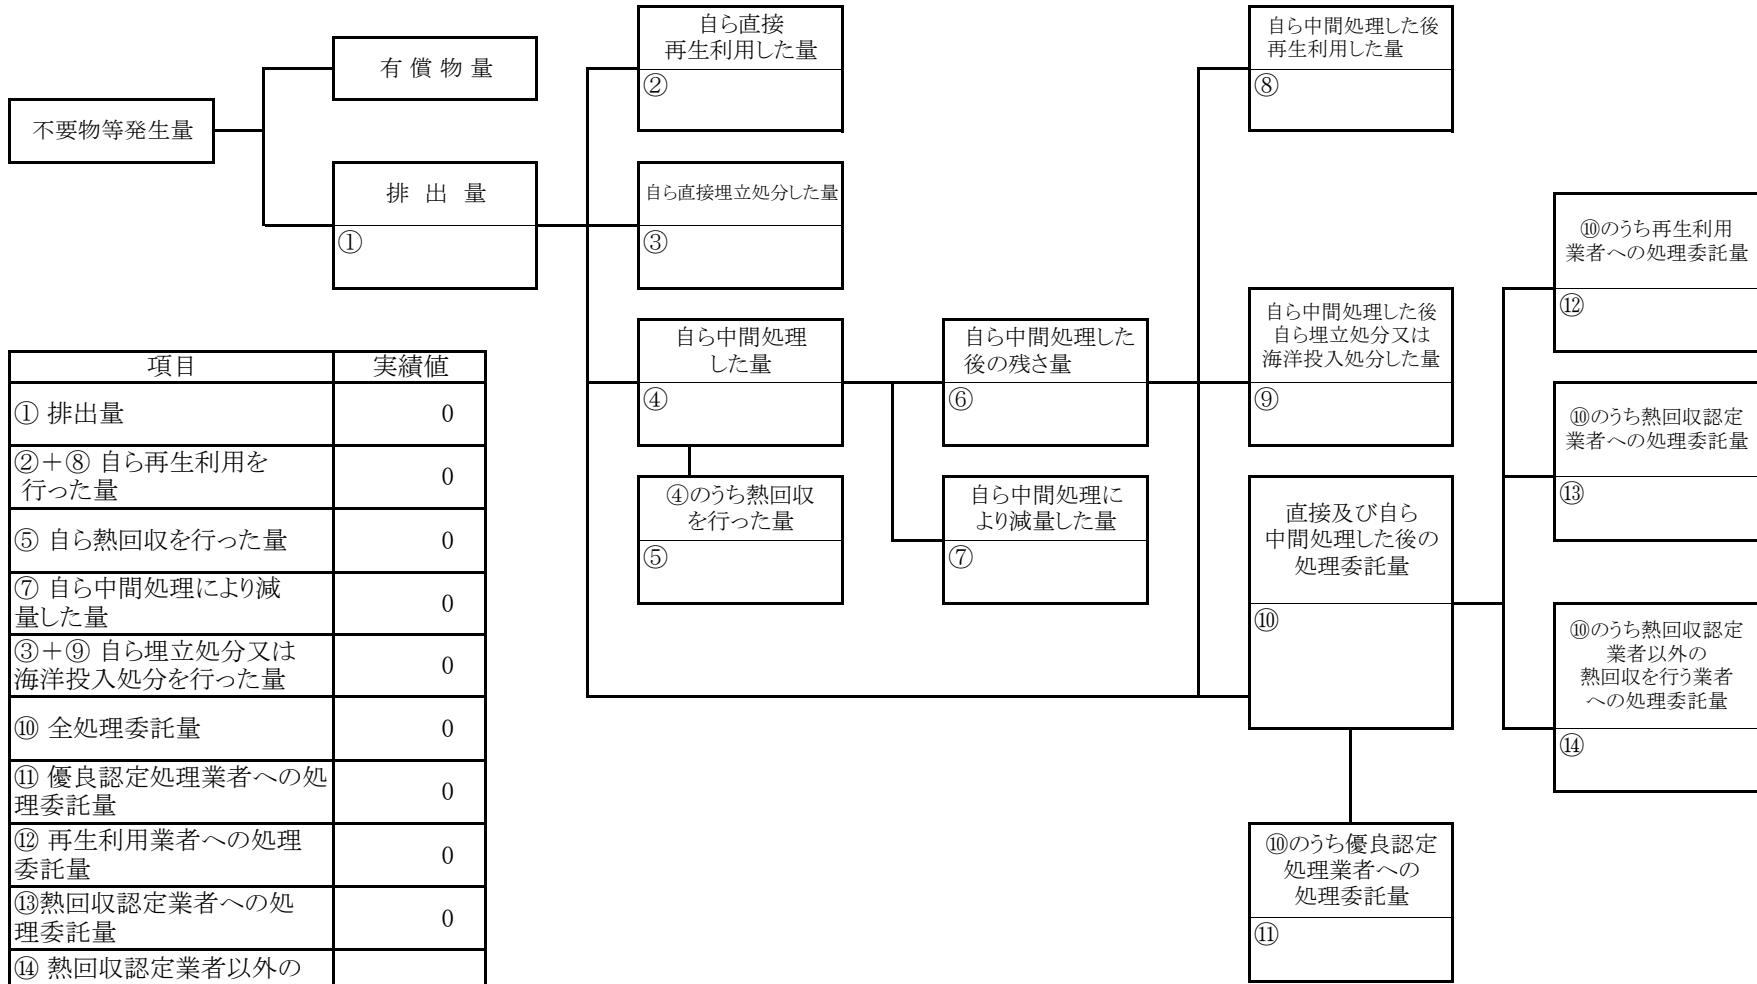 不要物等発生量
有 償 物 量
排 出 量
①
自ら直接
再生利用した量
②
自ら直接埋立処分した量
③
自ら中間処理
した量
④
④のうち熱回収
を行った量
⑤
自ら中間処理した
後の残さ量
⑥
自ら中間処理に
より減量した量
⑦
自ら中間処理した後
再生利用した量
⑧
自ら中間処理した後
自ら埋立処分又は
海洋投入処分した量
⑨
直接及び自ら
中間処理した後の
処理委託量
⑩
⑩のうち優良認定
処理業者への
処理委託量
⑪
⑩のうち再生利用
業者への処理委託量
⑫
⑩のうち熱回収認定
業者への処理委託量
⑬
⑩のうち熱回収認定
業者以外の
熱回収を行う業者
への処理委託量
⑭
項目 実績値
① 排出量 0
②＋⑧ 自ら再生利用を
行った量 0
⑤ 自ら熱回収を行った量 0
⑦ 自ら中間処理により減
量した量 0
③＋⑨ 自ら埋立処分又は
海洋投入処分を行った量 0
⑩ 全処理委託量 0
⑪ 優良認定処理業者への処
理委託量 0
⑫ 再生利用業者への処理
委託量 0
⑬熱回収認定業者への処
理委託量 0
⑭ 熱回収認定業者以外の